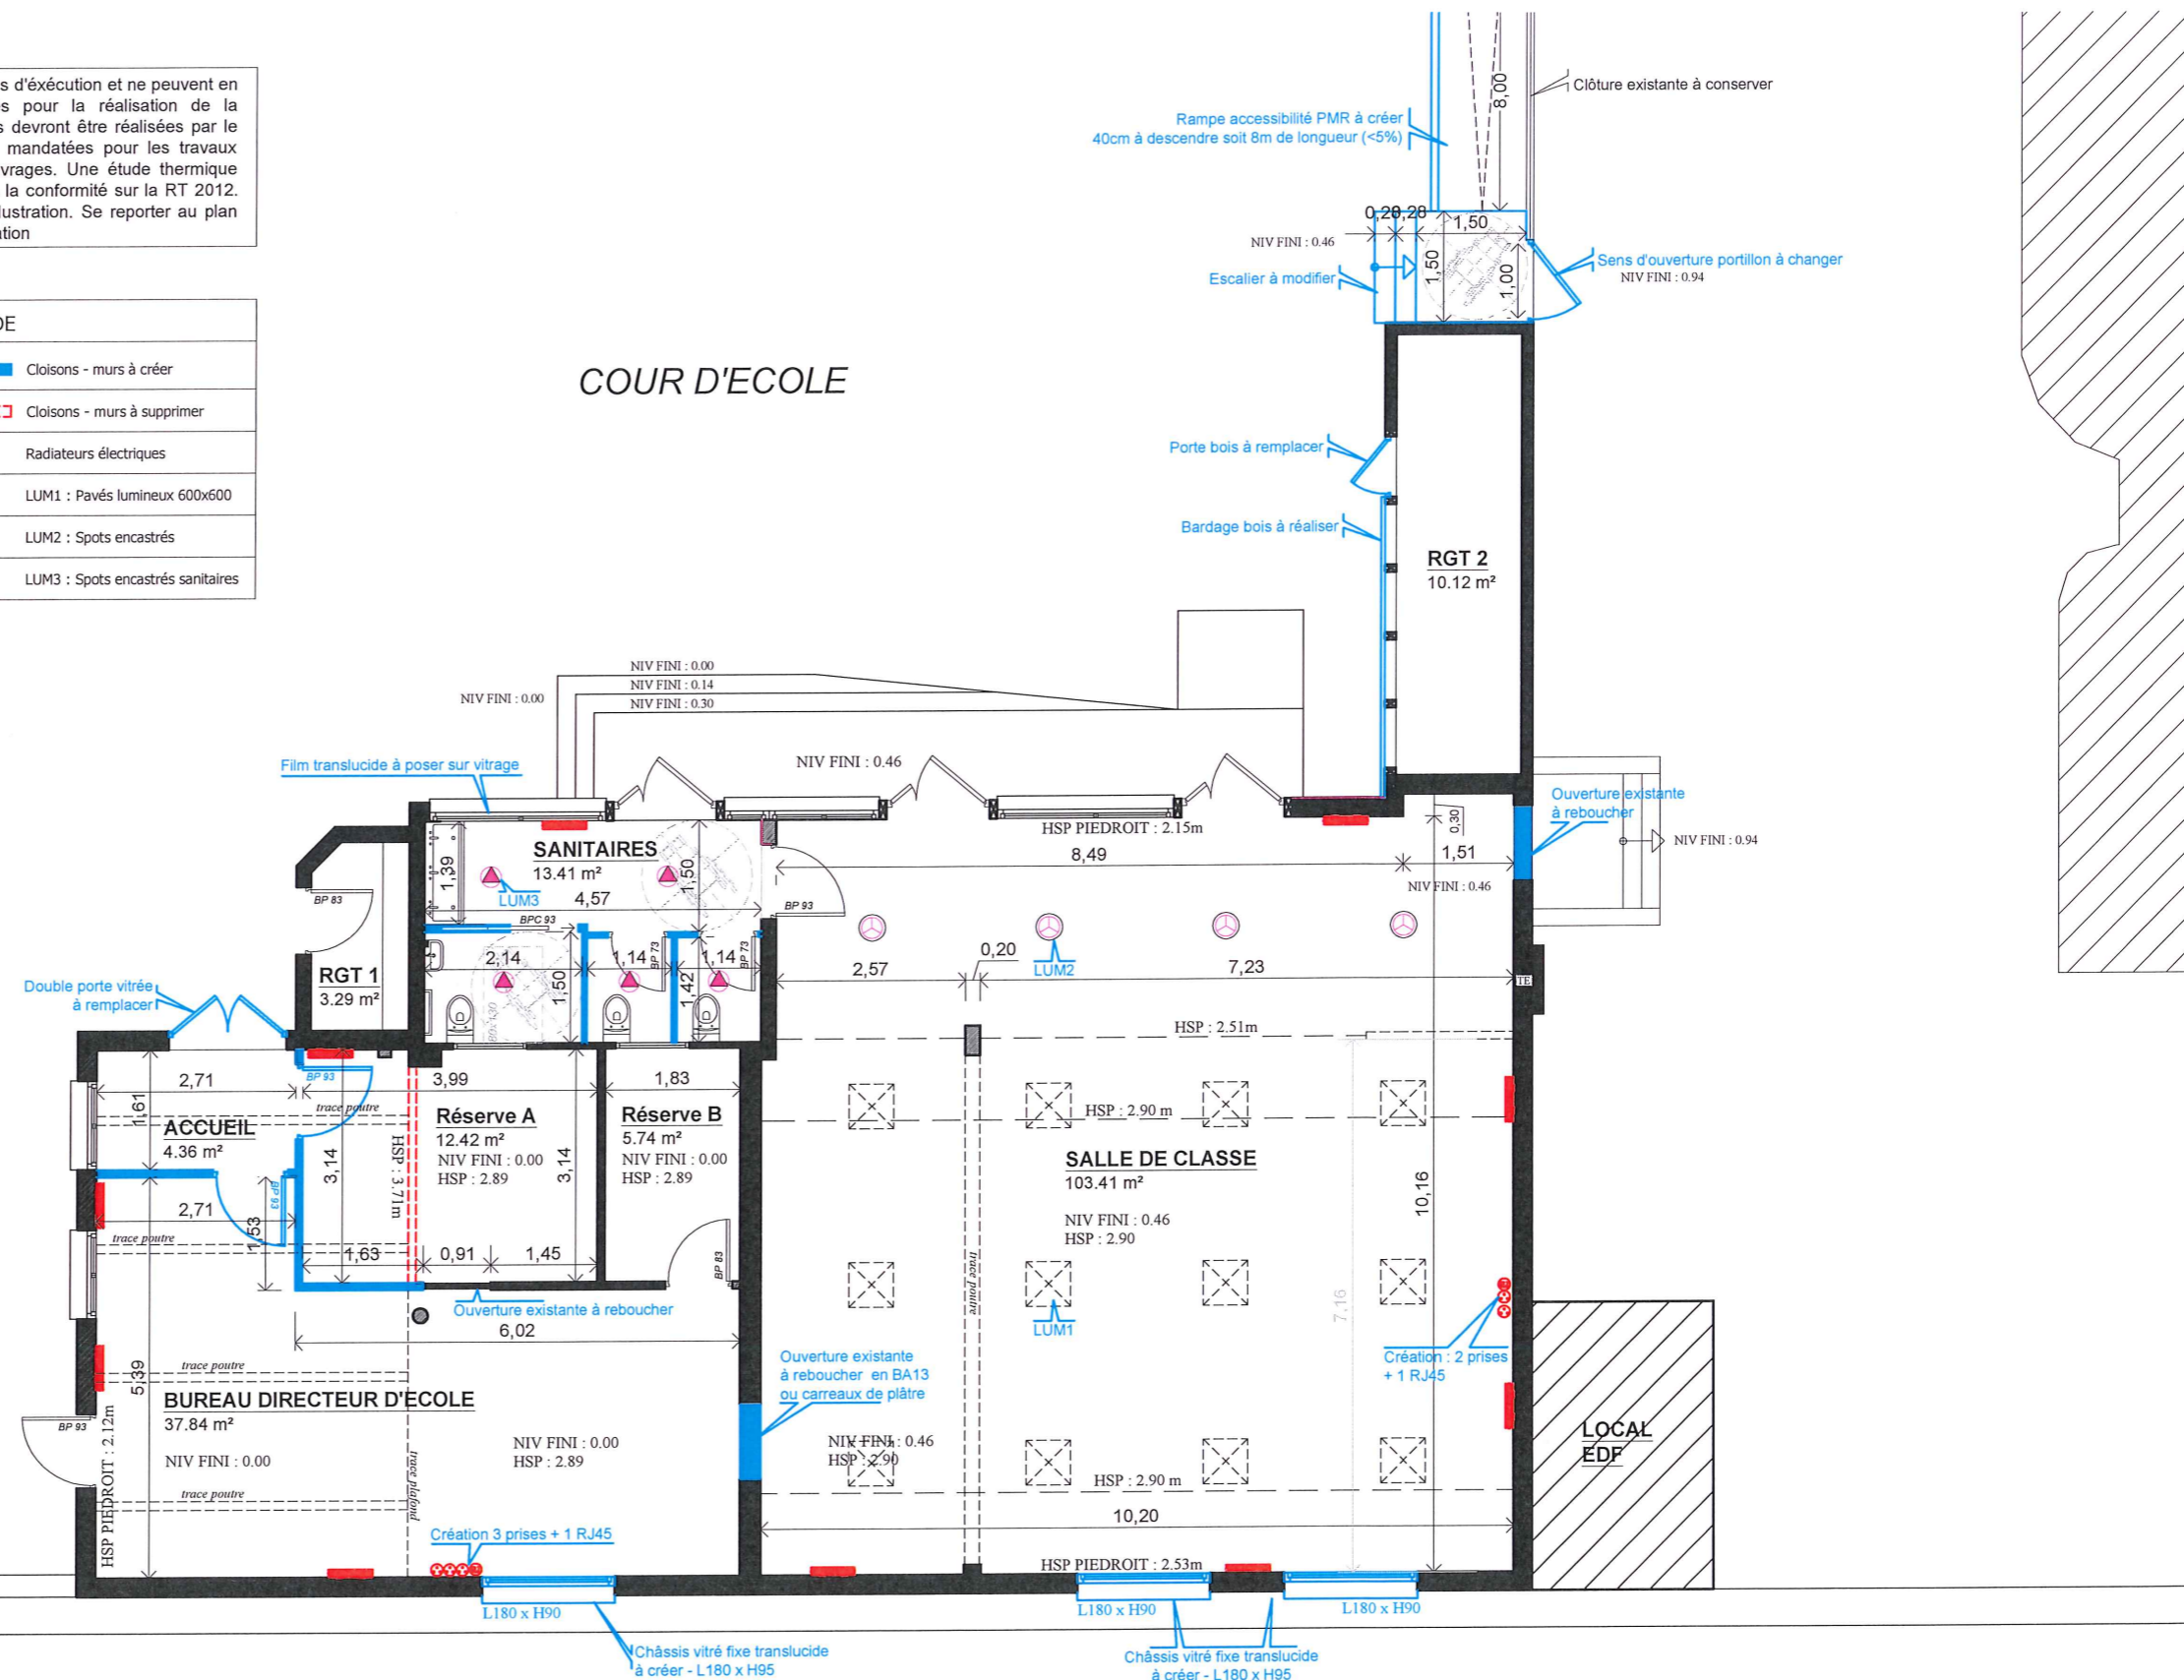 s d'éxécution et ne peuvent en
s pour la réalisation de la
s devront être réalisées par le
mandatées pour les travaux
vrages. Une étude thermique
la conformité sur la RT 2012.
lustration. Se reporter au plan
ation
DE
Cloisons - murs à créer
Cloisons - murs à supprimer
Radiateurs électriques
LUM1 : Pavés lumineux 600x600
LUM2 : Spots encastrés
LUM3 : Spots encastrés sanitaires
COUR D'ECOLE
8,00
Clôture existante à conserver
Rampe accessibilité PMR à créer
40cm à descendre soit 8m de longueur (<5%)
0,28
0,28
1,50
NIV FINI : 0.46
1,50
1,00
Escalier à modifier
Sens d'ouverture portillon à changer
NIV FINI : 0.94
Porte bois à remplacer
Bardage bois à réaliser
RGT 2
10.12 m²
NIV FINI : 0.00
NIV FINI : 0.14
NIV FINI : 0.30
NIV FINI : 0.00
NIV FINI : 0.46
Film translucide à poser sur vitrage
Ouverture existante
à reboucher
NIV FINI : 0.94
HSP PIEDROIT : 2.15m
0,30
8,49
1,51
NIV FINI : 0.46
SANITAIRES
13.41 m²
1,39
1,50
LUM3
4,57
BPC 93
BP 93
BP 83
RGT 1
3.29 m²
2,14
1,14
1,14
BP 73
BP 73
1,50
1,42
80x130
2,57
0,20
7,23
LUM2
TE
HSP : 2.51m
Double porte vitrée
à remplacer
2,71
1,61
BP 93
3,99
trace poutre
1,83
ACCUEIL
4.36 m²
Réserve A
12.42 m²
NIV FINI : 0.00
HSP : 2.89
Réserve B
5.74 m²
NIV FINI : 0.00
HSP : 2.89
3,14
HSP : 3.71m
3,14
HSP : 2.90 m
SALLE DE CLASSE
103.41 m²
NIV FINI : 0.46
HSP : 2.90
10,16
7,16
2,71
BP 93
1,53
trace poutre
1,63
0,91
1,45
BP 83
Ouverture existante à reboucher
6,02
trace poutre
LUM1
Création : 2 prises
+ 1 RJ45
Ouverture existante
à reboucher en BA13
ou carreaux de plâtre
trace poutre
5,39
BUREAU DIRECTEUR D'ECOLE
37.84 m²
NIV FINI : 0.00
BP 93
HSP PIEDROIT : 2.12m
NIV FINI : 0.00
HSP : 2.89
NIV FINI : 0.46
HSP : 2.90
trace poutre
trace plafond
HSP : 2.90 m
10,20
LOCAL
EDF
Création 3 prises + 1 RJ45
HSP PIEDROIT : 2.53m
L180 x H90
L180 x H90
L180 x H90
Châssis vitré fixe translucide
à créer - L180 x H95
Châssis vitré fixe translucide
à créer - L180 x H95